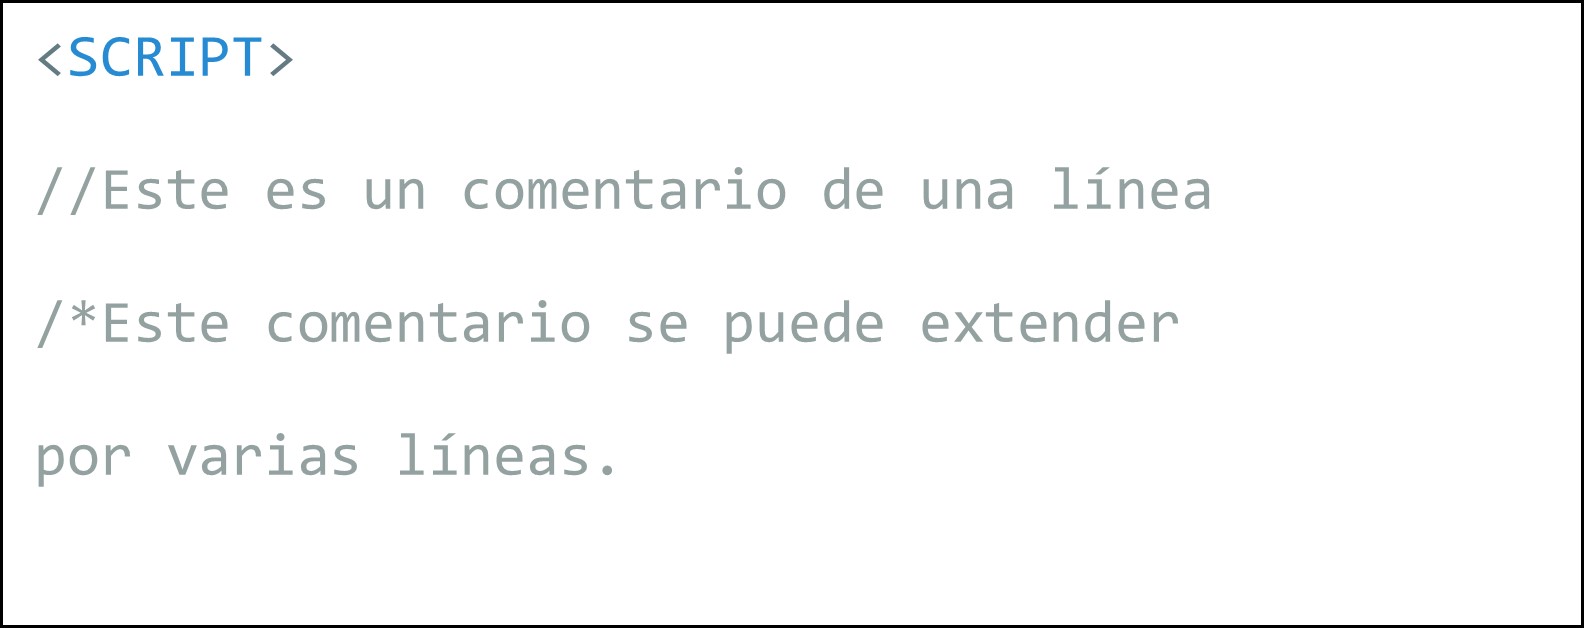 <SCRIPT>
//Este es un comentario de una línea
/*Este comentario se puede extender
por varias líneas.